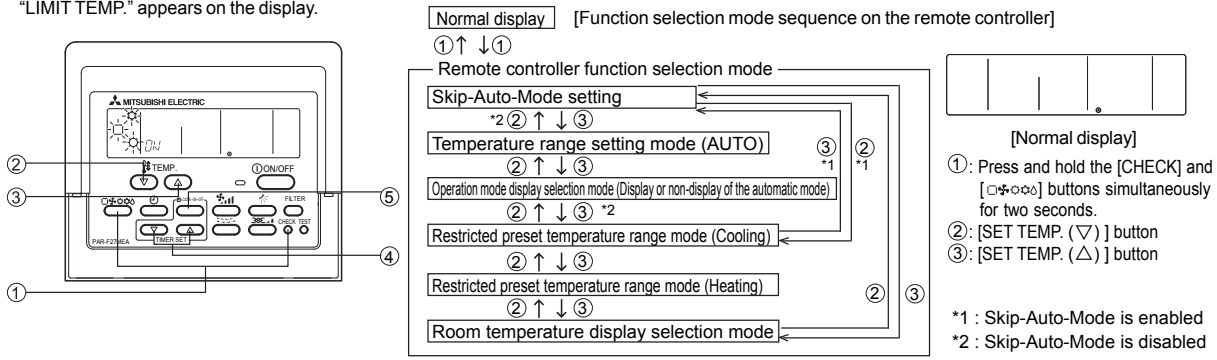 “LIMIT TEMP.” appears on the display.
Normal display [Function selection mode sequence on the remote controller]
①↑ ↓①
Remote controller function selection mode
Skip-Auto-Mode setting
*2 ② ↑ ↓ ③
Temperature range setting mode (AUTO)
② ↑ ↓ ③
Operation mode display selection mode (Display or non-display of the automatic mode)
② ↑ ↓ ③ *2
Restricted preset temperature range mode (Cooling)
② ↑ ↓ ③
Restricted preset temperature range mode (Heating)
② ↑ ↓ ③
Room temperature display selection mode
③ ②
*1 *1
② ③
MITSUBISHI ELECTRIC
ON
TEMP.
ON/OFF
FILTER
CHECK TEST
TIMER SET
PAR-F27MEA
②
③
①
⑤
④
[Normal display]
①: Press and hold the [CHECK] and
[ ] buttons simultaneously
for two seconds.
②: [SET TEMP. (▽) ] button
③: [SET TEMP. (△) ] button
*1 : Skip-Auto-Mode is enabled
*2 : Skip-Auto-Mode is disabled